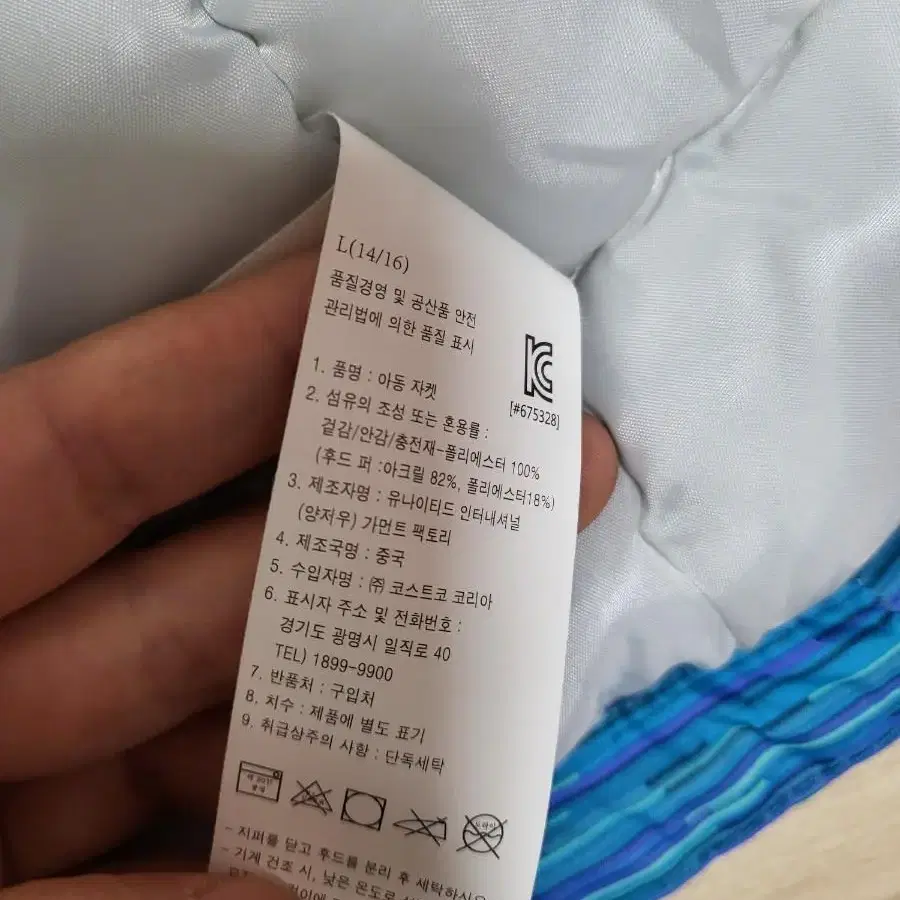 L(14/16)
품질경영 및 공산품 안전
관리법에 의한 품질 표시
[#675328]
1. 품명 : 아동 자켓
2. 섬유의 조성 또는 혼용률 :
겉감/안감/충전재-폴리에스터 100%
(후드 퍼 :아크릴 82%, 폴리에스터18%)
3. 제조자명 : 유나이티드 인터내셔널
(양저우) 가먼트 팩토리
4. 제조국명 : 중국
5. 수입자명 : ㈜ 코스트코 코리아
6. 표시자 주소 및 전화번호 :
경기도 광명시 일직로 40
TEL) 1899-9900
7. 반품처 : 구입처
8. 치수 : 제품에 별도 표기
9. 취급상주의 사항 : 단독세탁
드라이
- 지퍼를 닫고 후드를 분리 후 세탁하십
- 기계 건조 시, 낮은 온도로